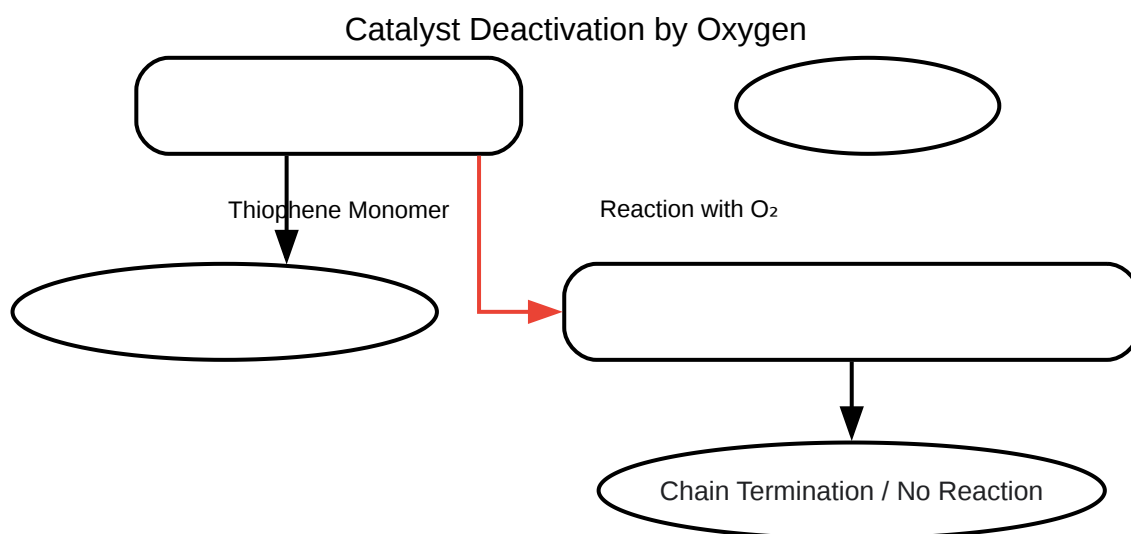 Catalyst Deactivation by Oxygen
Thiophene Monomer
Reaction with O₂
Chain Termination / No Reaction